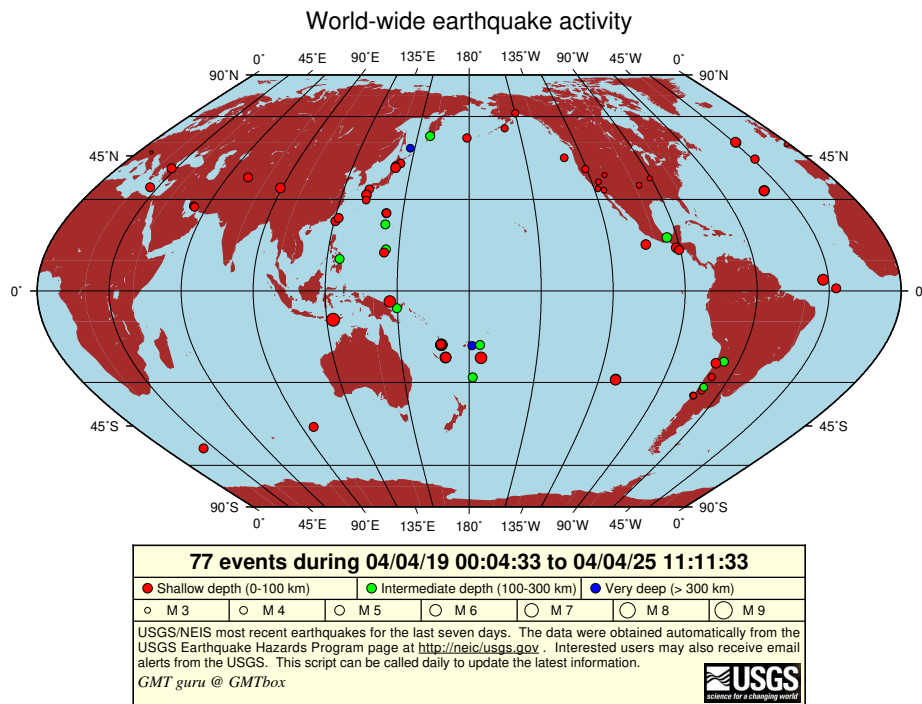 World-wide earthquake activity
0˚ 45˚E 90˚E 135˚E 180˚ 135˚W 90˚W 45˚W 0˚
90˚N 90˚N
45˚N 45˚N
0˚ 0˚
45˚S 45˚S
90˚S 90˚S
0˚ 45˚E 90˚E 135˚E 180˚ 135˚W 90˚W 45˚W 0˚
77 events during 04/04/19 00:04:33 to 04/04/25 11:11:33
Shallow depth (0-100 km) Intermediate depth (100-300 km) Very deep (> 300 km)
M 3 M 4 M 5 M 6 M 7 M 8 M 9
USGS/NEIS most recent earthquakes for the last seven days. The data were obtained automatically from the
USGS Earthquake Hazards Program page at http://neic/usgs.gov . Interested users may also receive email
alerts from the USGS. This script can be called daily to update the latest information.
GMT guru @ GMTbox
USGS
science for a changing world